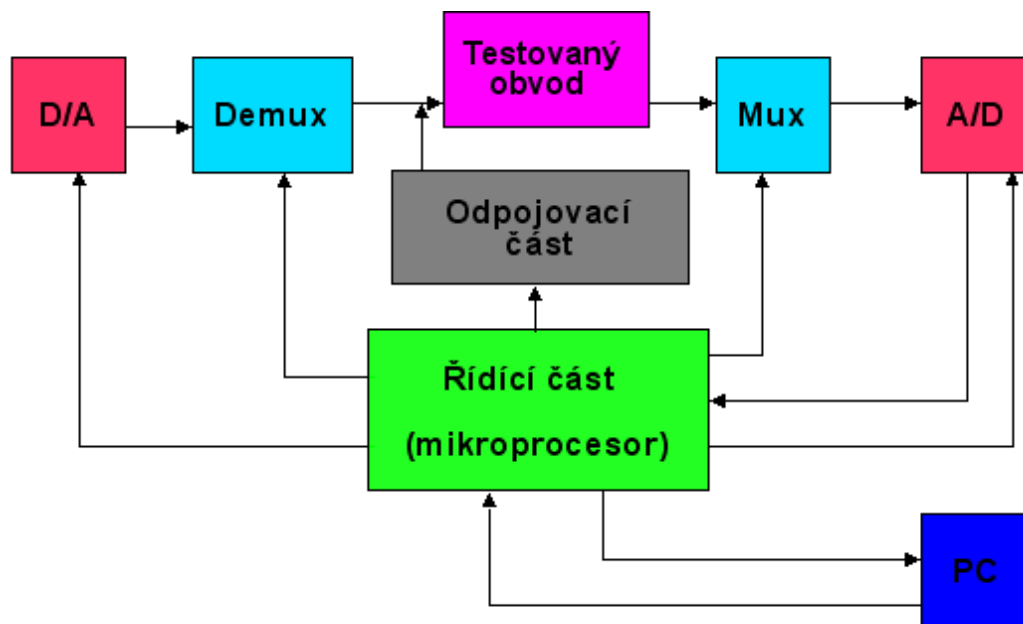 Testovaný
obvod
D/A
Demux
Mux
A/D
Odpojovací
část
Řídící část
(mikroprocesor)
PC